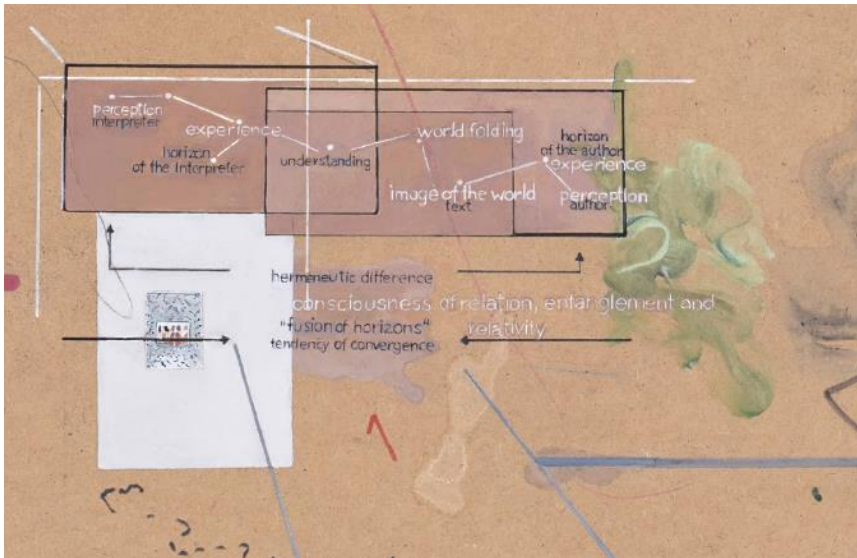 perception
interpreter
experience
horizon
of the interpreter
understanding
world folding
horizon
of the author
experience
image of the world
text
perception
author
hermeneutic difference
consciousness of relation, entanglement and
relativity
"fusion of horizons"
tendency of convergence